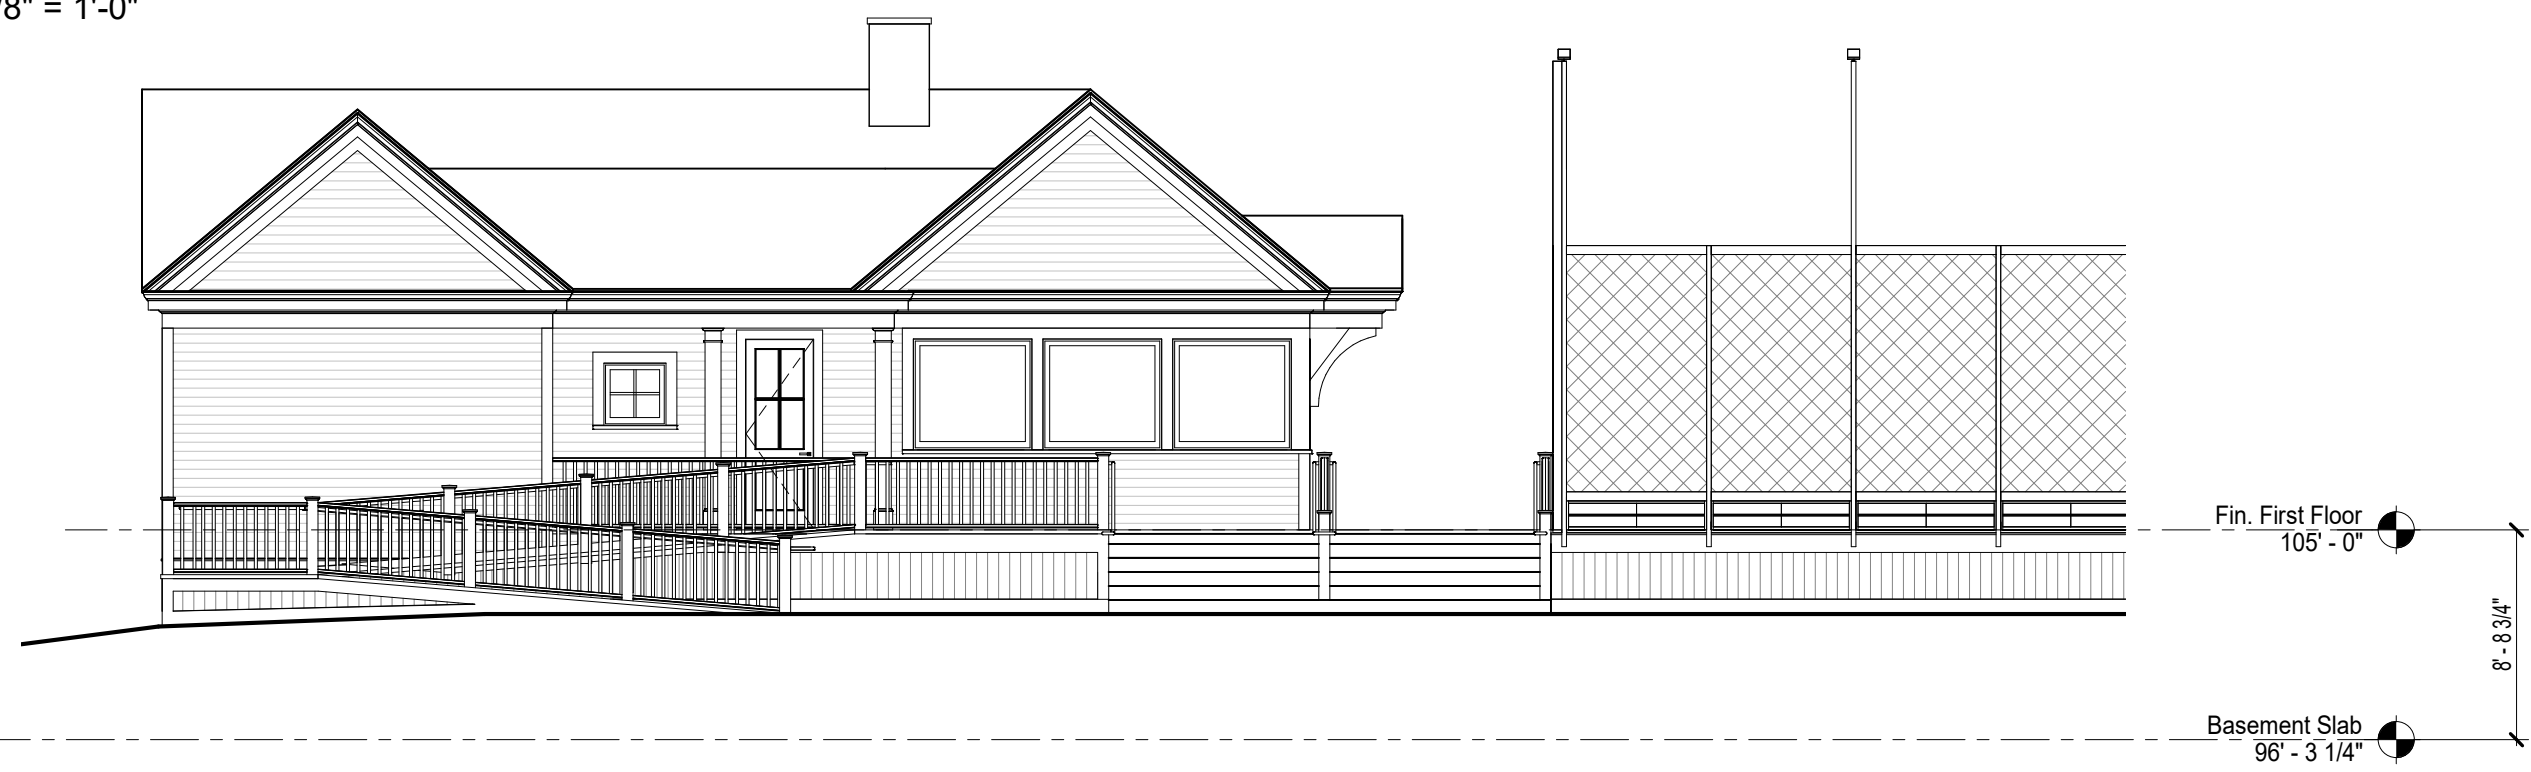 /8" = 1'-0"
Fin. First Floor
105' - 0"
8' - 8 3/4"
Basement Slab
96' - 3 1/4"